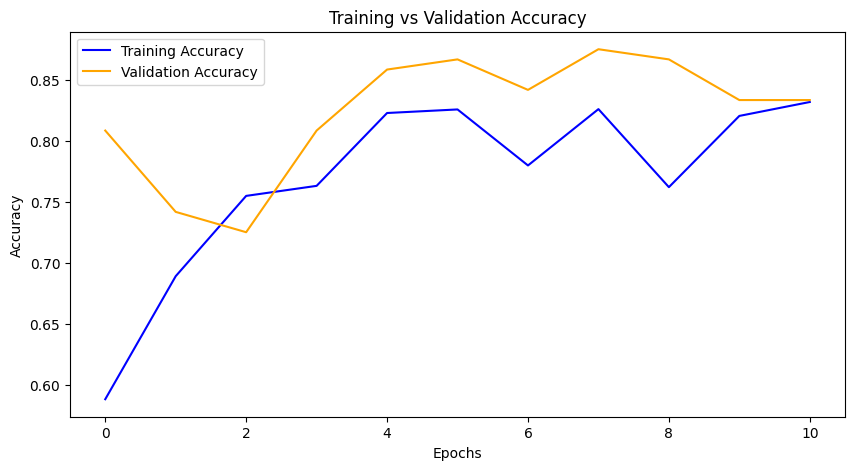 Training vs Validation Accuracy
Training Accuracy
Validation Accuracy
Accuracy
0.85
0.80
0.75
0.70
0.65
0.60
0 2 4 6 8 10
Epochs